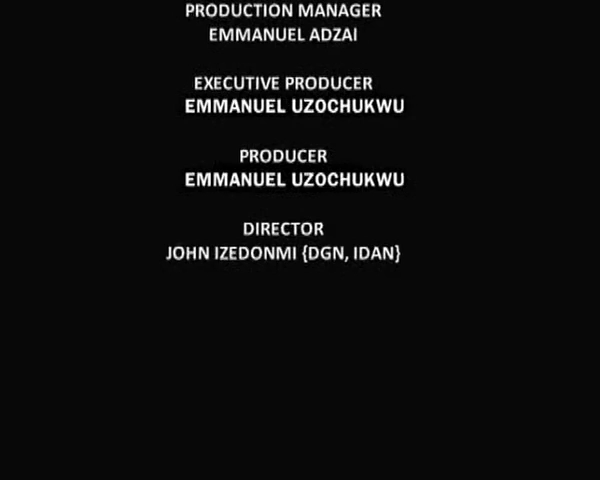 PRODUCTION MANAGER
EMMANUEL ADZAI
EXECUTIVE PRODUCER
EMMANUEL UZOCHUKWU
PRODUCER
EMMANUEL UZOCHUKWU
DIRECTOR
JOHN IZEDONMI {DGN, IDAN}